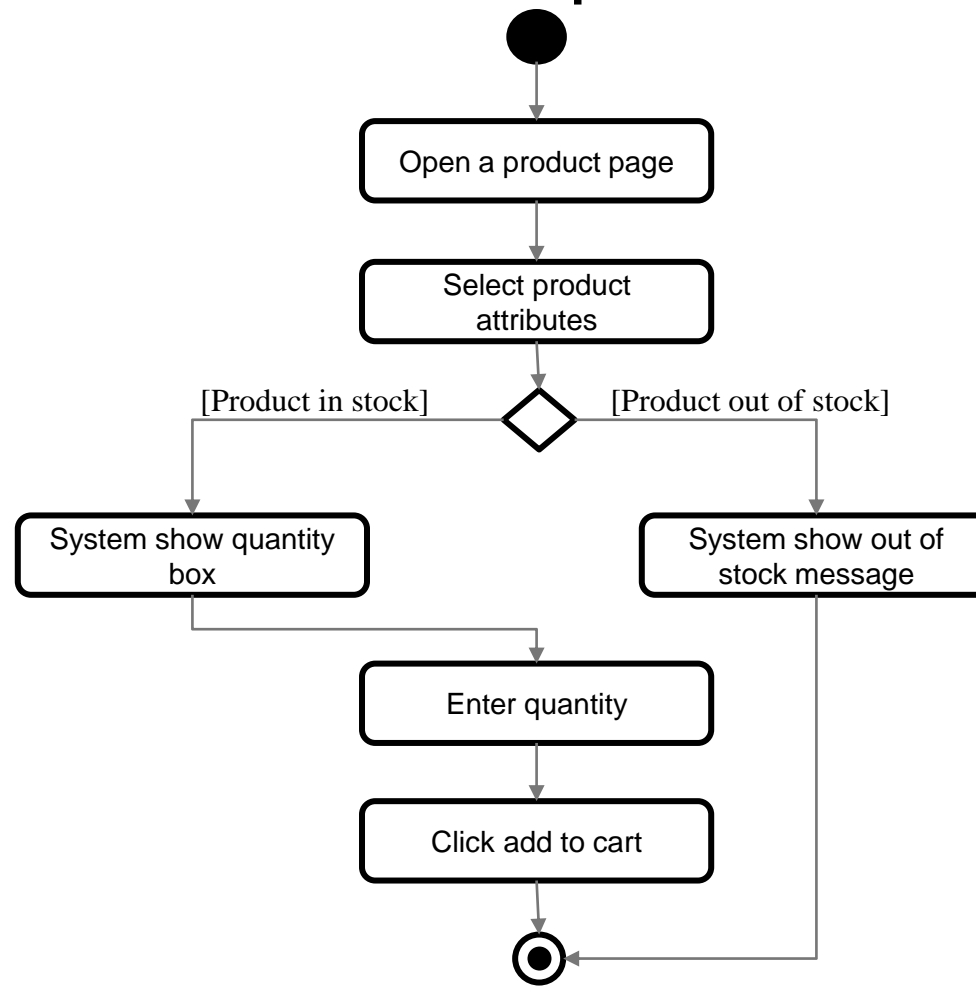 Open a product page
Select product
attributes
[Product in stock]
[Product out of stock]
System show quantity
box
System show out of
stock message
Enter quantity
Click add to cart